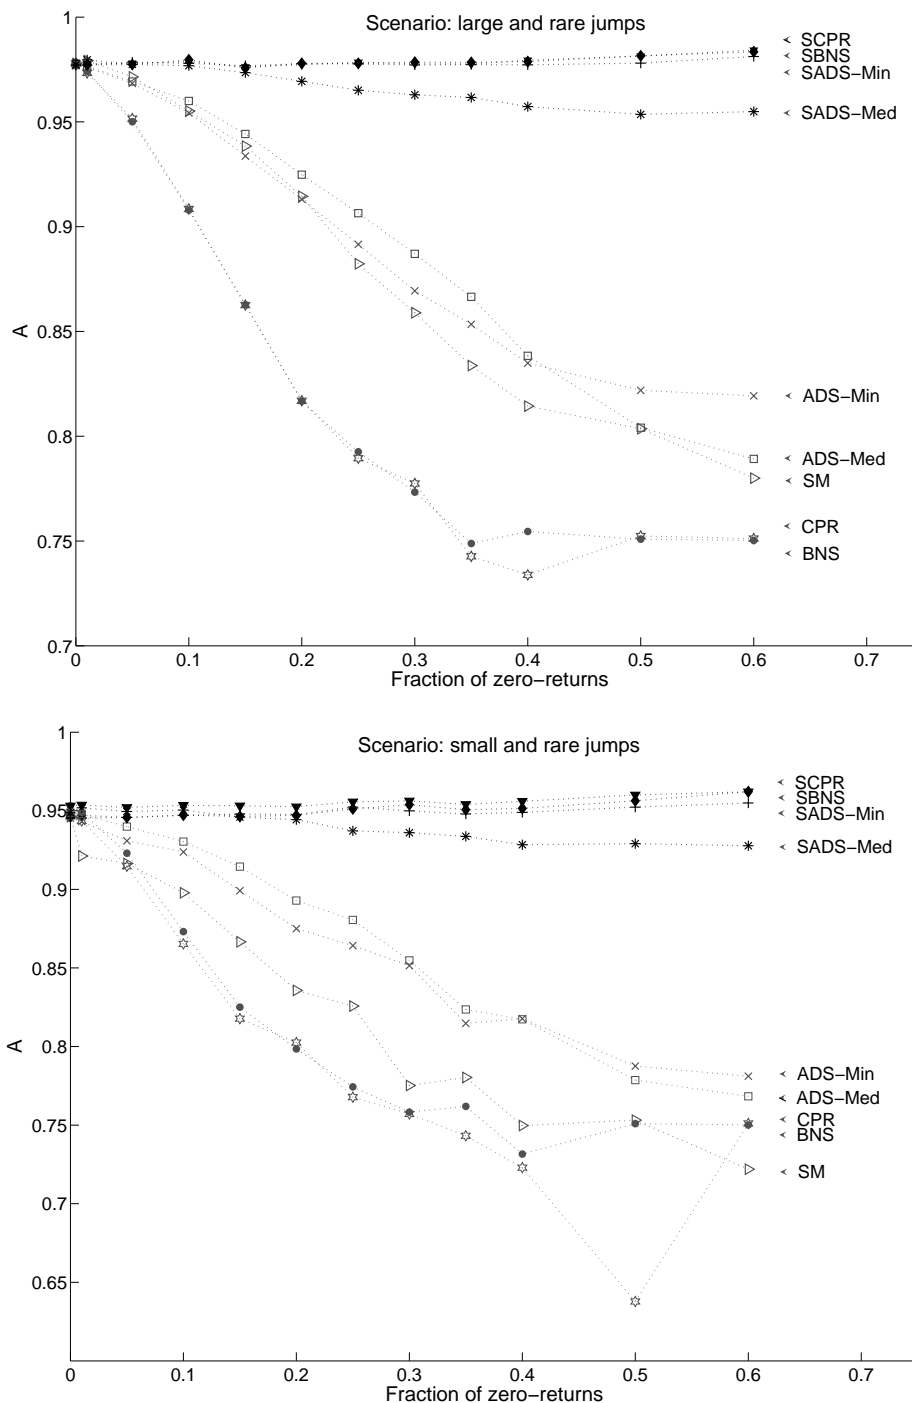 1
Scenario: large and rare jumps
SCPR
SBNS
SADS−Min
SADS−Med
0.95
0.9
0.85
A
0.8
ADS−Min
ADS−Med
SM
CPR
BNS
0.75
0.7
0 0.1 0.2 0.3 0.4 0.5 0.6 0.7
Fraction of zero−returns
1
Scenario: small and rare jumps
SCPR
SBNS
SADS−Min
SADS−Med
0.95
0.9
0.85
A
0.8
ADS−Min
ADS−Med
CPR
BNS
SM
0.75
0.7
0.65
0 0.1 0.2 0.3 0.4 0.5 0.6 0.7
Fraction of zero−returns